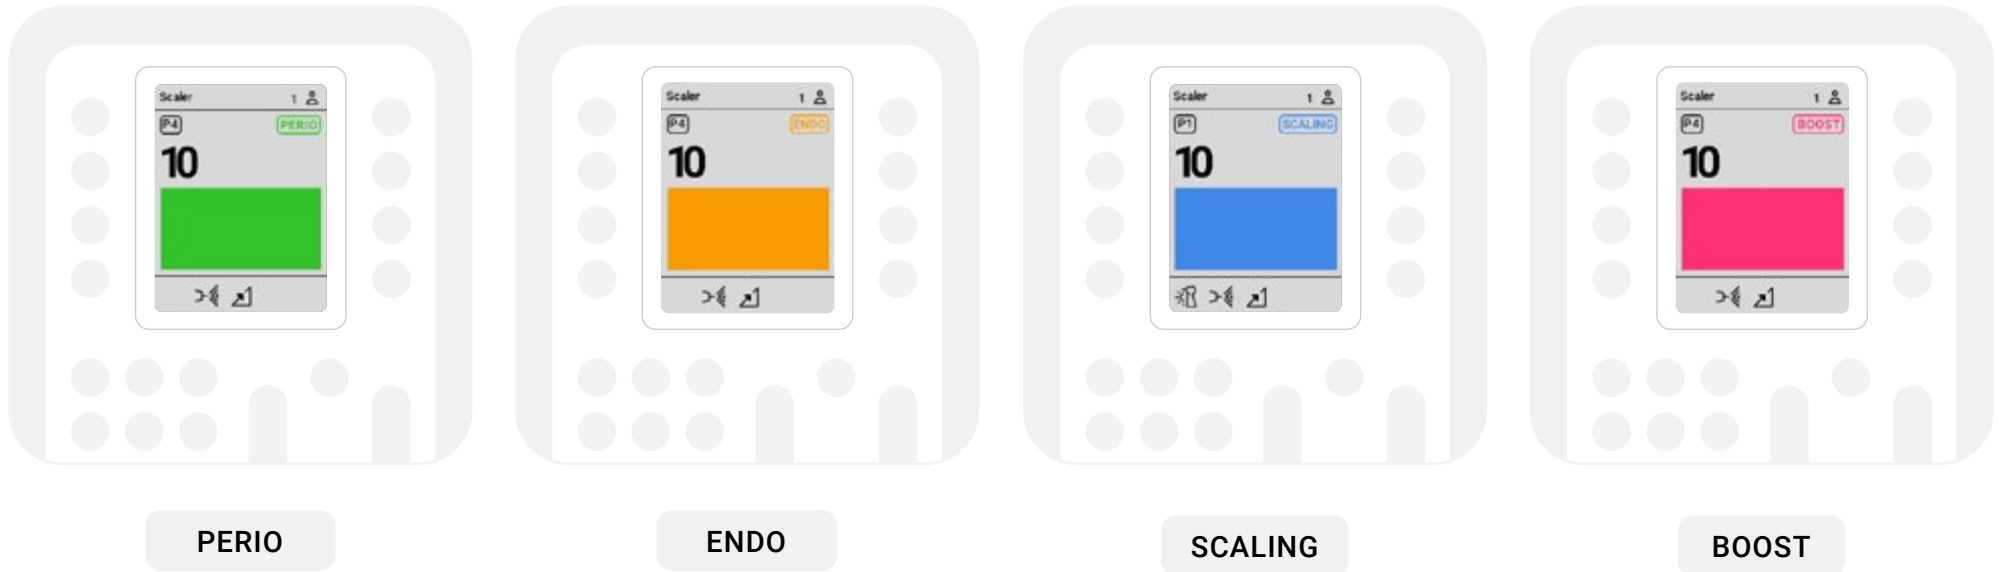 Scaler 1
P4 PERIO
10
Scaler 1
P4 ENDO
10
Scaler 1
P1 SCALING
10
Scaler 1
P4 BOOST
10
PERIO
ENDO
SCALING
BOOST